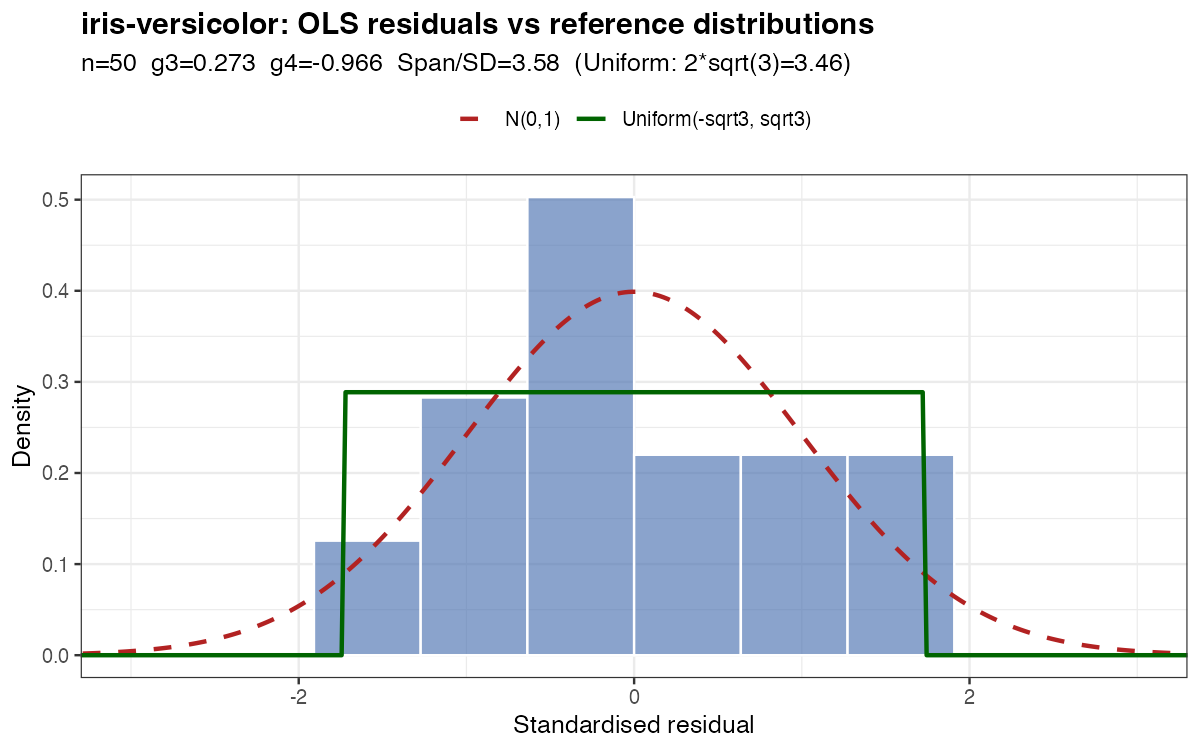 iris-versicolor: OLS residuals vs reference distributions
n=50 g3=0.273 g4=-0.966 Span/SD=3.58 (Uniform: 2*sqrt(3)=3.46)
N(0,1) Uniform(-sqrt3, sqrt3)
Density
0.5
0.4
0.3
0.2
0.1
0.0
-2 0 2
Standardised residual